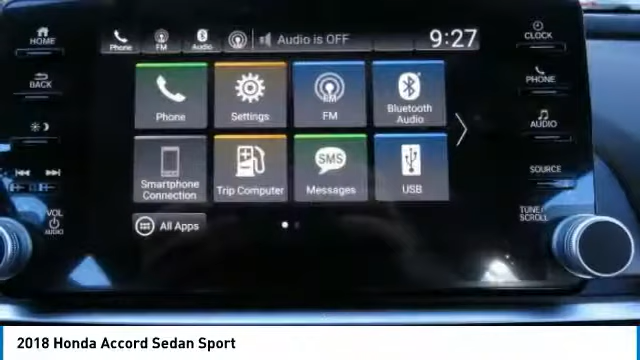 HOME
Phone
FM
Audio
Audio is OFF
9:27
CLOCK
BACK
PHONE
Phone
Settings
FM
Bluetooth
Audio
AUDIO
SMS
Smartphone
Connection
Trip Computer
Messages
USB
SOURCE
VOL
AUDIO
All Apps
TUNE/
SCROLL
2018 Honda Accord Sedan Sport